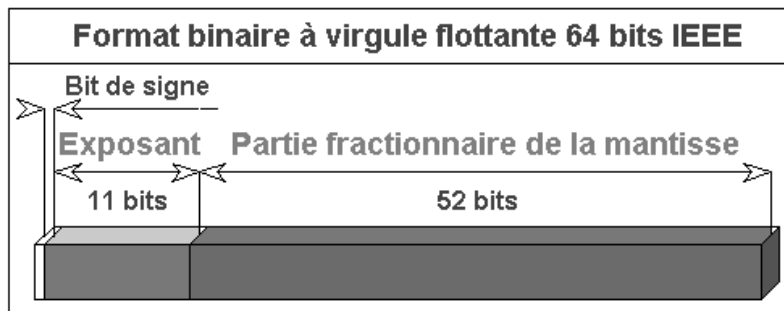 Format binaire à virgule flottante 64 bits IEEE
Bit de signe
Exposant Partie fractionnaire de la mantisse
11 bits 52 bits